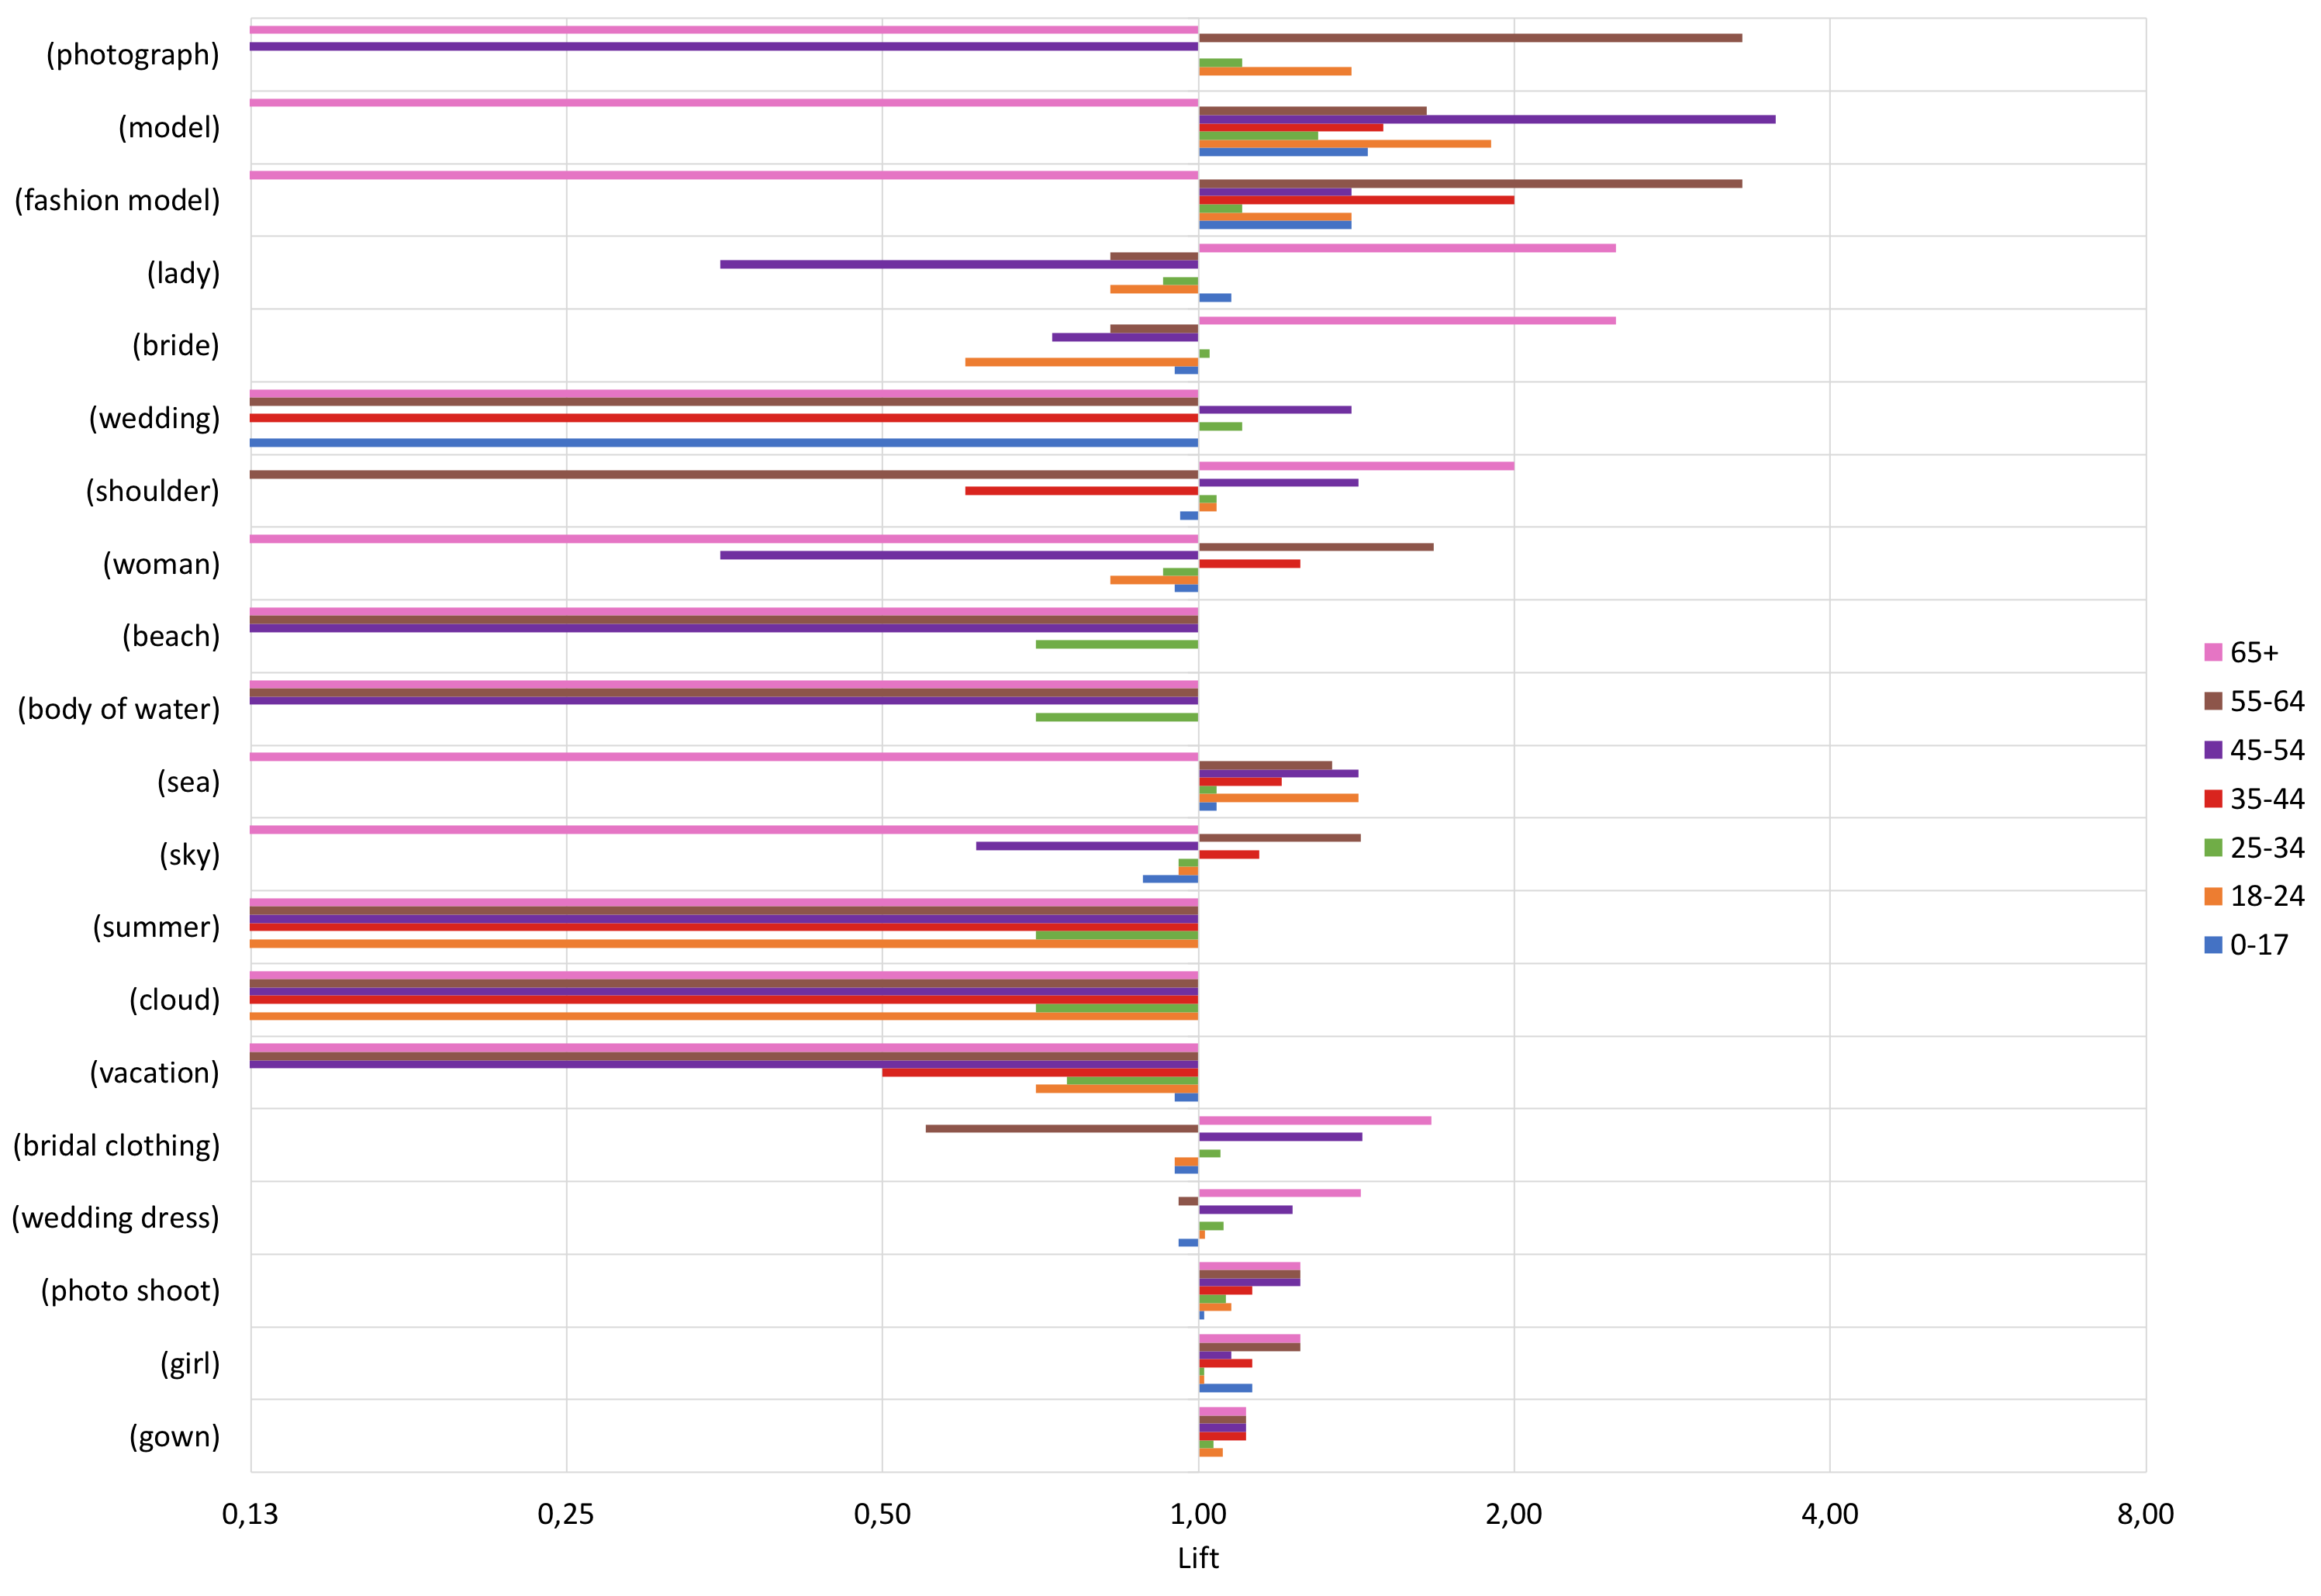 (photograph)
(model)
(fashion model)
(lady)
(bride)
(wedding)
(shoulder)
(woman)
(beach)
(body of water)
(sea)
(sky)
(summer)
(cloud)
(vacation)
(bridal clothing)
(wedding dress)
(photo shoot)
(girl)
(gown)
0,13 0,25 0,50 1,00 2,00 4,00 8,00
Lift
65+
55-64
45-54
35-44
25-34
18-24
0-17